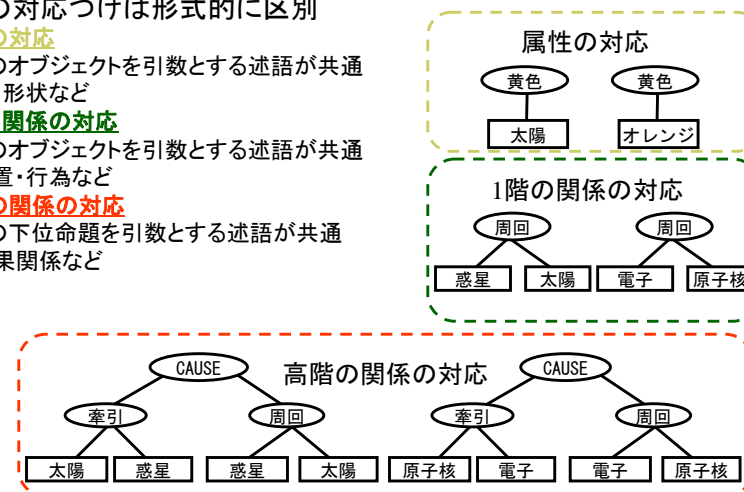 の対応づけは形式的に区別
の対応
のオブジェクトを引数とする述語が共通
形状など
関係の対応
のオブジェクトを引数とする述語が共通
置・行為など
の関係の対応
の下位命題を引数とする述語が共通
果関係など
属性の対応
黄色 黄色
太陽 オレンジ
1階の関係の対応
周回 周回
惑星 太陽 電子 原子核
高階の関係の対応
CAUSE CAUSE
牽引 周回 牽引 周回
太陽 惑星 惑星 太陽 原子核 電子 電子 原子核